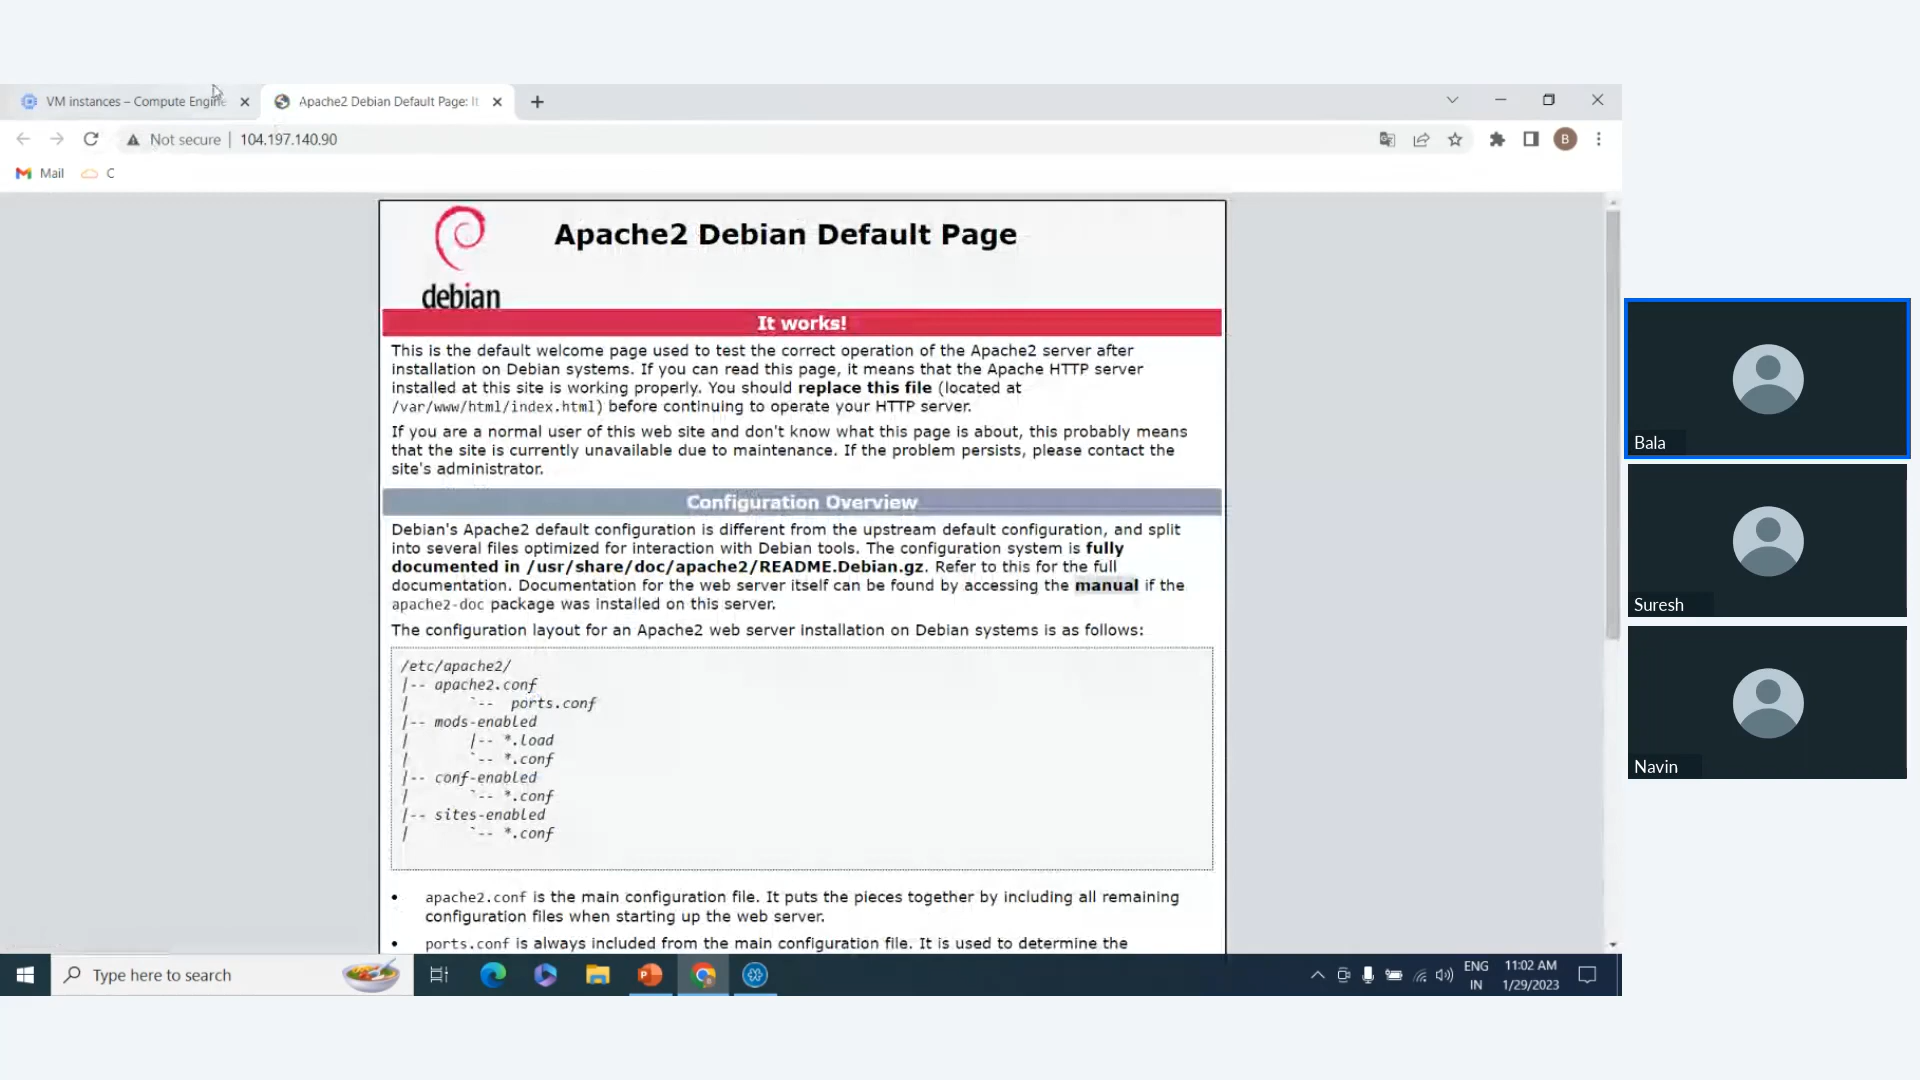 VM instances – Compute Engine
Apache2 Debian Default Page: It
Not secure | 104.197.140.90
B
Mail
C
debian
Apache2 Debian Default Page
It works!
This is the default welcome page used to test the correct operation of the Apache2 server after
installation on Debian systems. If you can read this page, it means that the Apache HTTP server
installed at this site is working properly. You should replace this file (located at
/var/www/html/index.html) before continuing to operate your HTTP server.
If you are a normal user of this web site and don't know what this page is about, this probably means
that the site is currently unavailable due to maintenance. If the problem persists, please contact the
site's administrator.
Configuration Overview
Debian's Apache2 default configuration is different from the upstream default configuration, and split
into several files optimized for interaction with Debian tools. The configuration system is fully
documented in /usr/share/doc/apache2/README.Debian.gz. Refer to this for the full
documentation. Documentation for the web server itself can be found by accessing the manual if the
apache2-doc package was installed on this server.
The configuration layout for an Apache2 web server installation on Debian systems is as follows:
/etc/apache2/
|-- apache2.conf
|       `--  ports.conf
|-- mods-enabled
|       |-- *.load
|       `-- *.conf
|-- conf-enabled
|       `-- *.conf
|-- sites-enabled
|       `-- *.conf
• apache2.conf is the main configuration file. It puts the pieces together by including all remaining
configuration files when starting up the web server.
• ports.conf is always included from the main configuration file. It is used to determine the
Bala
Suresh
Navin
Type here to search
ENG
IN
11:02 AM
1/29/2023